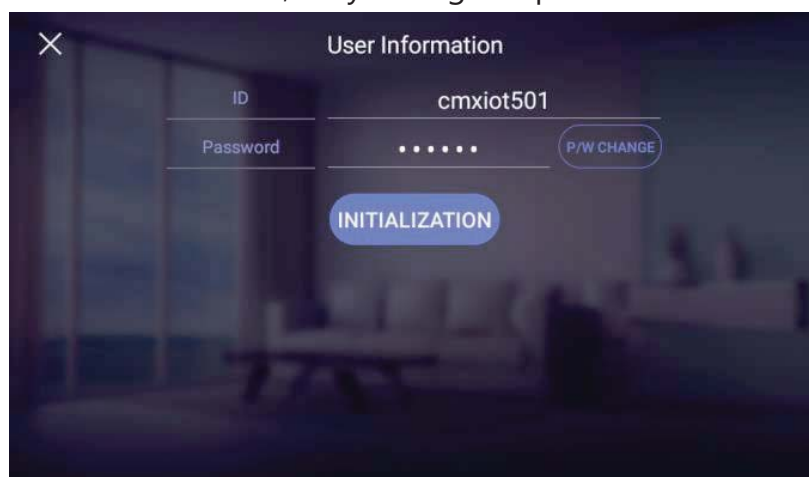 User Information
ID cmxiot501
Password •••••• P/W CHANGE
INITIALIZATION